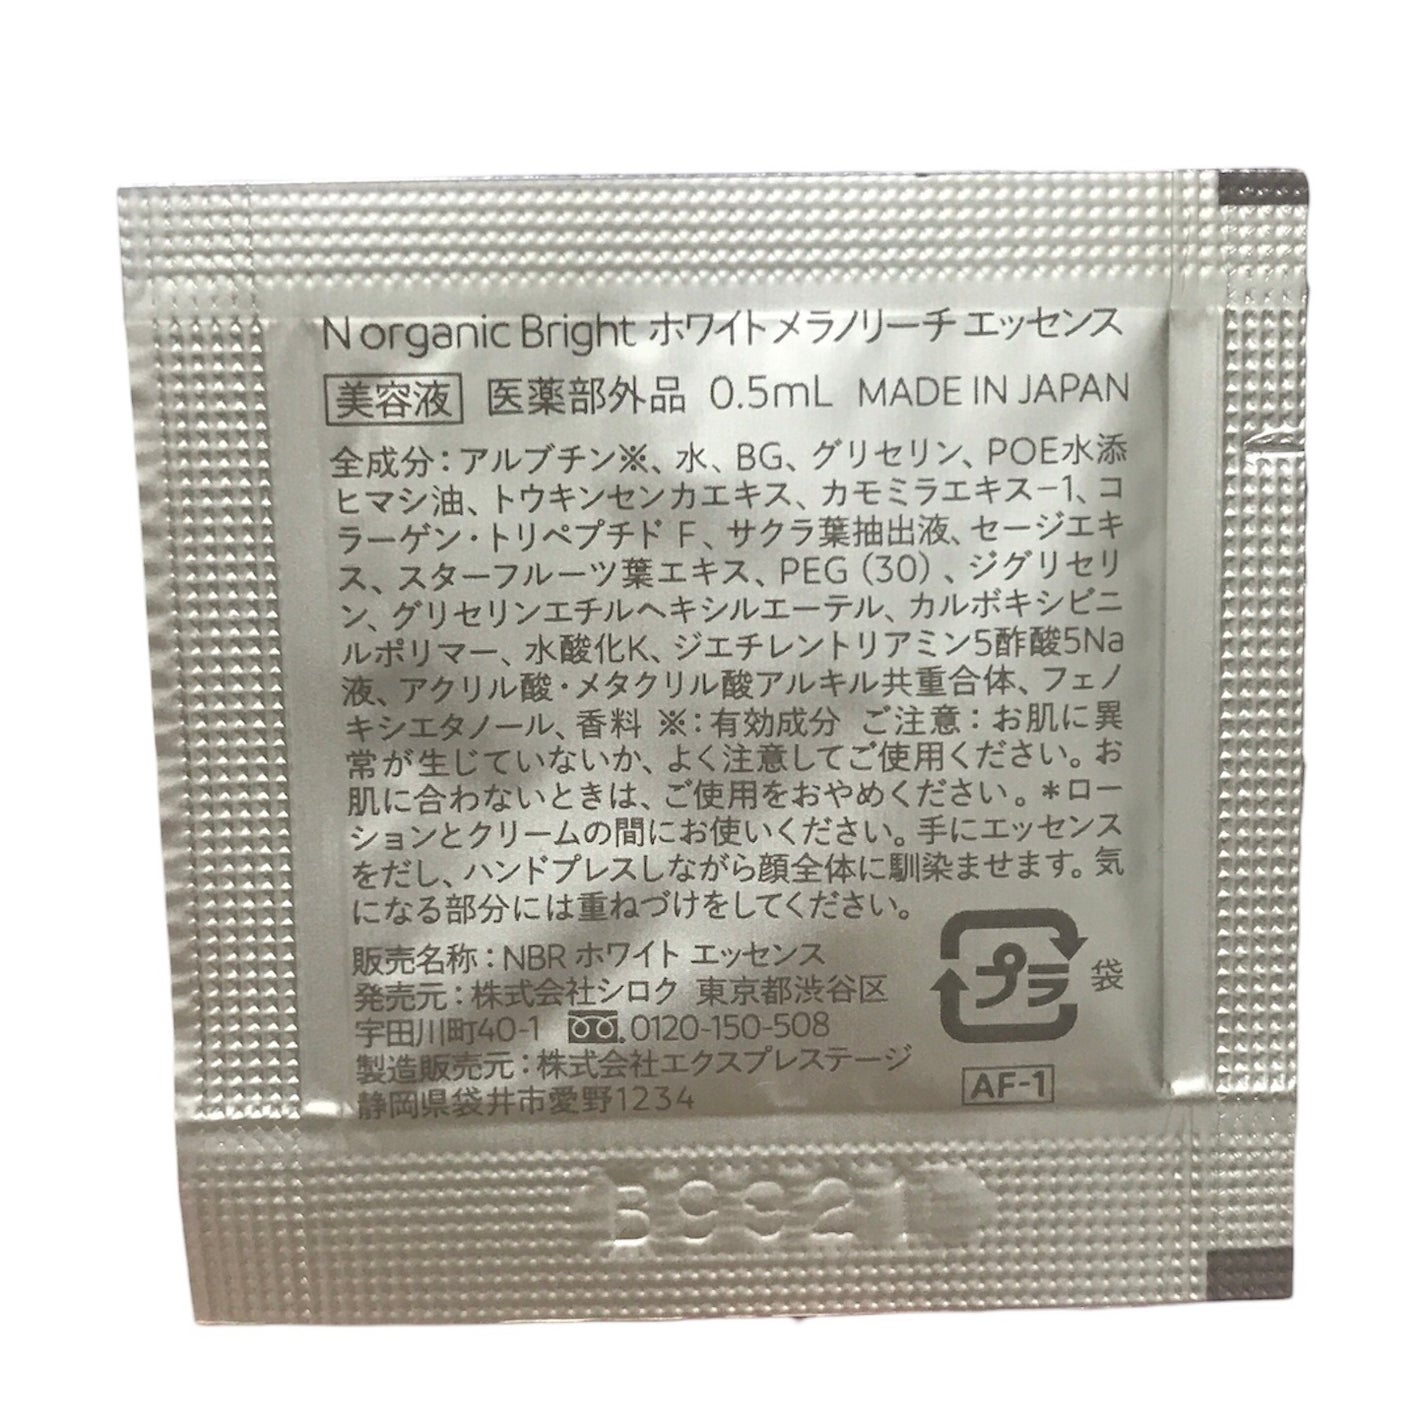 N organic Bright ホワイトメラノリーチ エッセンス
美容液 医薬部外品 0.5mL MADE IN JAPAN
全成分：アルブチン※、水、BG、グリセリン、POE水添
ヒマシ油、トウキンセンカエキス、カモミラエキス-1、コ
ラーゲン・トリペプチド F、サクラ葉抽出液、セージエキ
ス、スターフルーツ葉エキス、PEG（30）、ジグリセリ
ン、グリセリンエチルヘキシルエーテル、カルボキシビニ
ルポリマー、水酸化K、ジエチレントリアミン5酢酸5Na
液、アクリル酸・メタクリル酸アルキル共重合体、フェノ
キシエタノール、香料 ※：有効成分 ご注意：お肌に異
常が生じていないか、よく注意してご使用ください。お
肌に合わないときは、ご使用をおやめください。＊ロー
ションとクリームの間にお使いください。手にエッセンス
をだし、ハンドプレスしながら顔全体に馴染ませます。気
になる部分には重ねづけをしてください。
販売名称：NBR ホワイト エッセンス
発売元：株式会社シロク 東京都渋谷区
宇田川町40-1 0120-150-508
製造販売元：株式会社エクスプレステージ
静岡県袋井市愛野1234
プラ 袋
AF-1
B9921